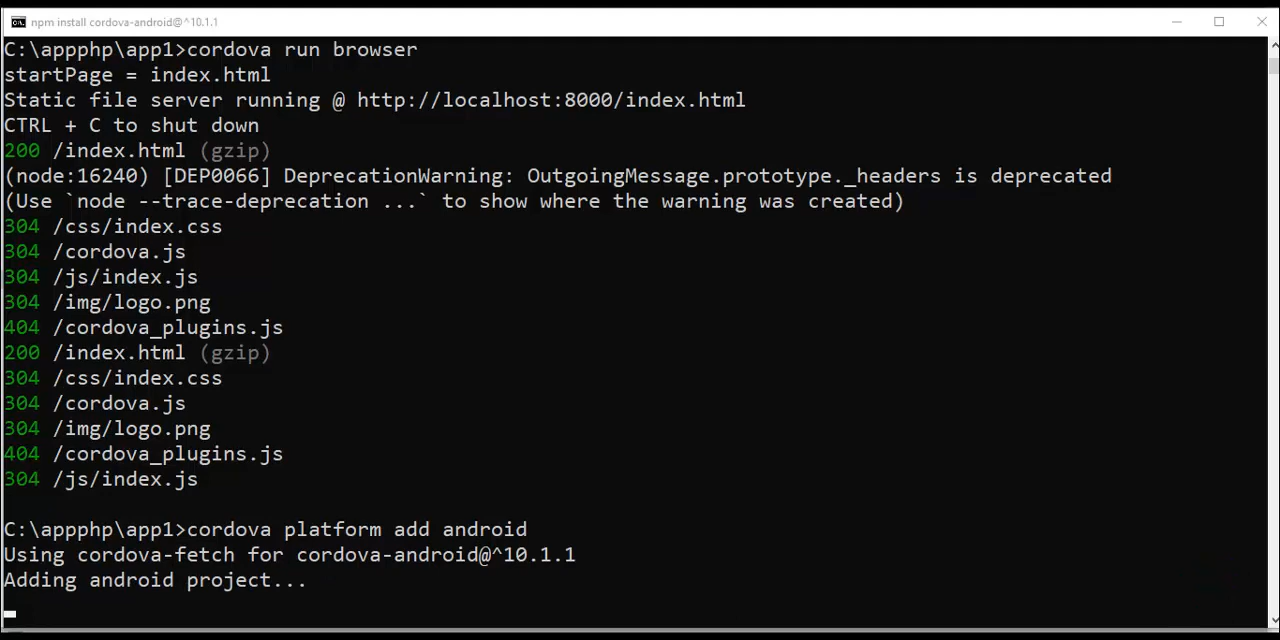 npm install cordova-android@^10.1.1
C:\appphp\app1>cordova run browser
startPage = index.html
Static file server running @ http://localhost:8000/index.html
CTRL + C to shut down
200 /index.html (gzip)
(node:16240) [DEP0066] DeprecationWarning: OutgoingMessage.prototype._headers is deprecated
(Use `node --trace-deprecation ...` to show where the warning was created)
304 /css/index.css
304 /cordova.js
304 /js/index.js
304 /img/logo.png
404 /cordova_plugins.js
200 /index.html (gzip)
304 /css/index.css
304 /cordova.js
304 /img/logo.png
404 /cordova_plugins.js
304 /js/index.js
C:\appphp\app1>cordova platform add android
Using cordova-fetch for cordova-android@^10.1.1
Adding android project...